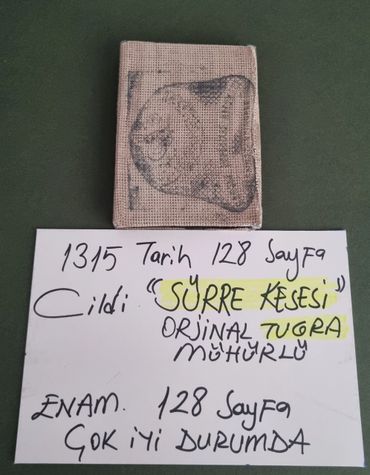 1315 Tarih 128 Sayfa
Cildi "SÜRRE KESESİ"
ORJİNAL TUĞRA
MÜHÜRLÜ
ENAM. 128 Sayfa
ÇOK İYİ DURUMDA